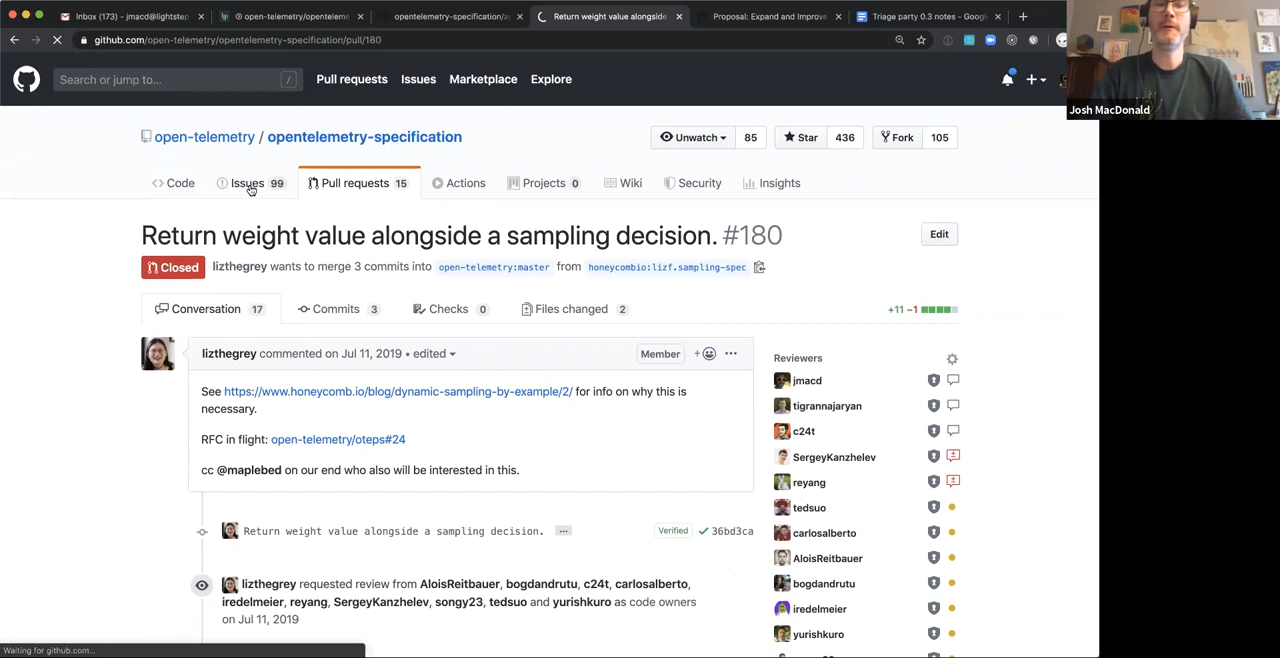 Inbox (173) - jmacd@lightstep
open-telemetry/openteleme
opentelemetry-specification/a
Return weight value alongside
Proposal: Expand and Improve
Triage party 0.3 notes - Google
github.com/open-telemetry/opentelemetry-specification/pull/180
Search or jump to... /
Pull requests Issues Marketplace Explore
Josh MacDonald
open-telemetry / opentelemetry-specification
Unwatch 85 Star 436 Fork 105
Code Issues 99 Pull requests 15 Actions Projects 0 Wiki Security Insights
Return weight value alongside a sampling decision. #180
Edit
Closed lizthegrey wants to merge 3 commits into open-telemetry:master from honeycombio:lizf.sampling-spec
Conversation 17 Commits 3 Checks 0 Files changed 2 +11 −1
lizthegrey commented on Jul 11, 2019 • edited Member
See https://www.honeycomb.io/blog/dynamic-sampling-by-example/2/ for info on why this is
necessary.
RFC in flight: open-telemetry/oteps#24
cc @maplebed on our end who also will be interested in this.
Return weight value alongside a sampling decision. ... Verified 36bd3ca
lizthegrey requested review from AloisReitbauer, bogdandrutu, c24t, carlosalberto,
iredelmeier, reyang, SergeyKanzhelev, songy23, tedsuo and yurishkuro as code owners
on Jul 11, 2019
Reviewers
jmacd
tigrannajaryan
c24t
SergeyKanzhelev
reyang
tedsuo
carlosalberto
AloisReitbauer
bogdandrutu
iredelmeier
yurishkuro
Waiting for github.com...